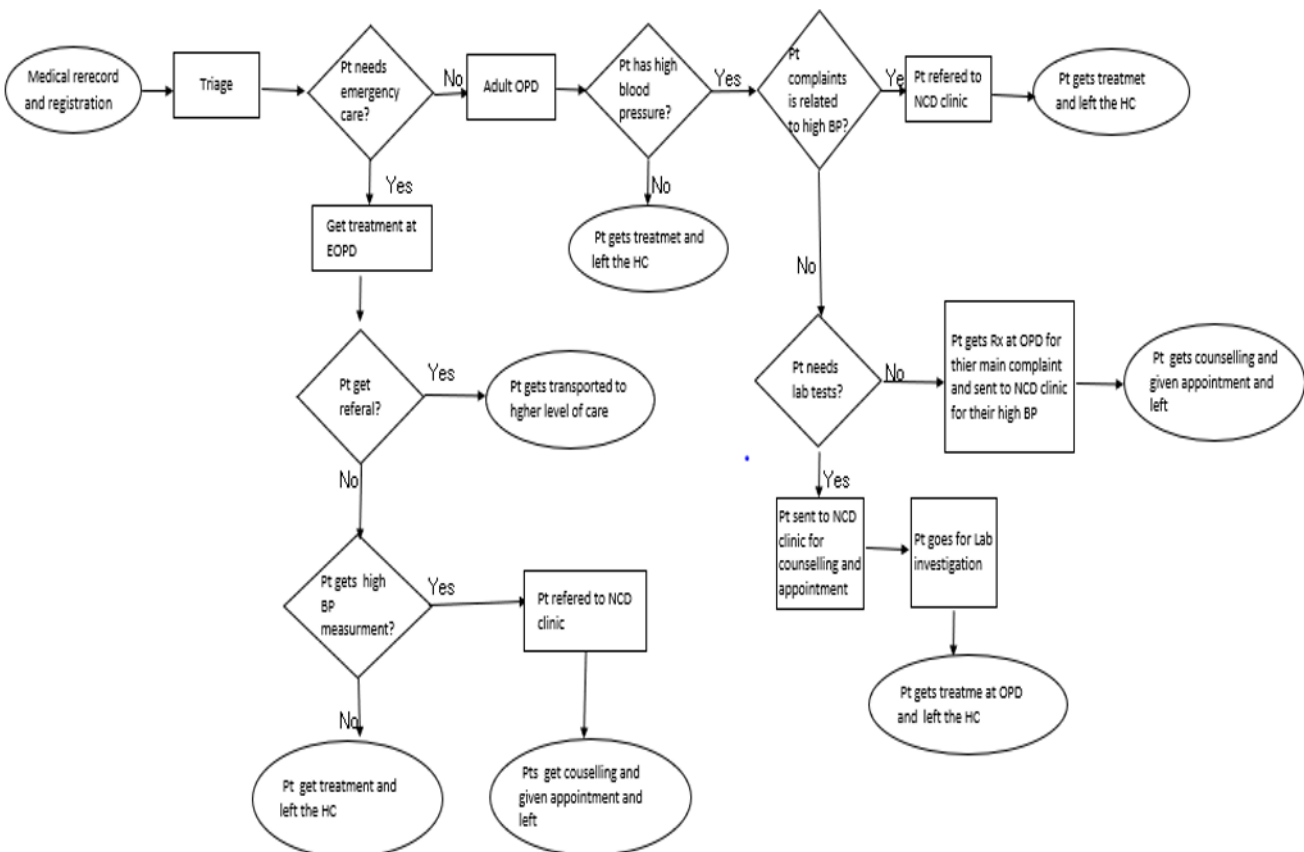 Medical rerecord
and registration
Triage
Pt needs
emergency
care?
No
Adult OPD
Pt has high
blood
pressure?
Yes
Pt
complaints
is related
to high BP?
Ye
Pt refered to
NCD clinic
Pt gets treatmet
and left the HC
Yes
No
Get treatment at
EOPD
Pt gets treatmet and
left the HC
No
Pt get
referal?
Yes
Pt gets transported to
hgher level of care
Pt needs
lab tests?
No
Pt gets Rx at OPD for
thier main complaint
and sent to NCD clinic
for their high BP
Pt gets counselling and
given appointment and
left
No
Yes
Pt sent to NCD
clinic for
counselling and
appointment
Pt goes for Lab
investigation
Pt gets high
BP
measurment?
Yes
Pt refered to NCD
clinic
Pt gets treatme at OPD
and left the HC
No
Pt get treatment and
left the HC
Pts get couselling and
given appointment and
left